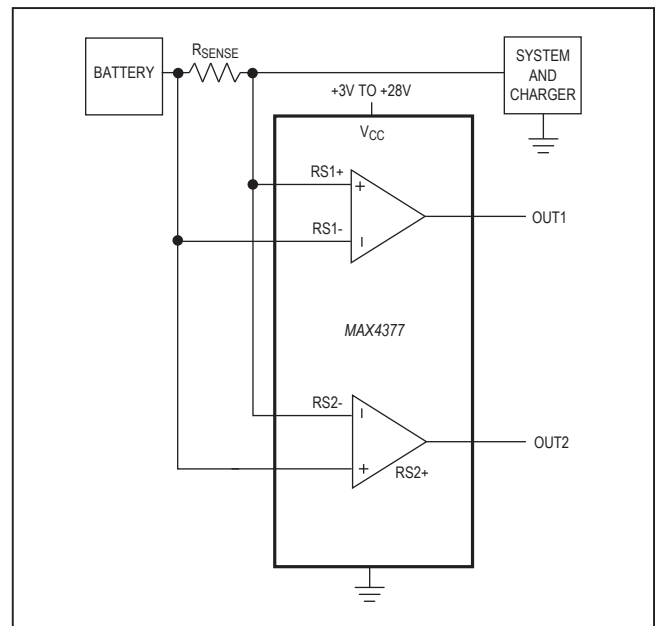 BATTERY
RSENSE
SYSTEM
AND
CHARGER
+3V TO +28V
VCC
RS1+
+
RS1-
-
OUT1
MAX4377
RS2-
-
OUT2
+
RS2+